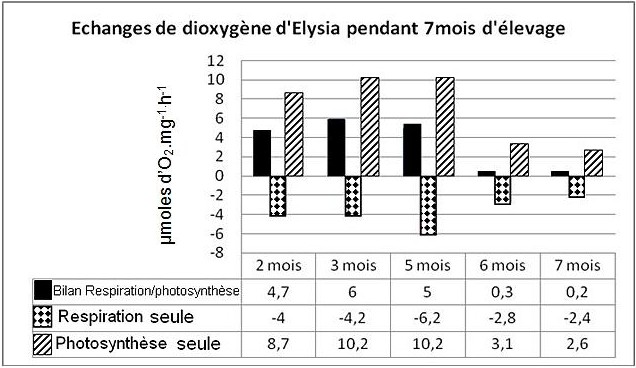 Echanges de dioxygène d'Elysia pendant 7mois d'élevage
µmoles d'O₂.mg⁻¹·h⁻¹
12
10
8
6
4
2
0
-2
-4
-6
-8
2 mois 3 mois 5 mois 6 mois 7 mois
Bilan Respiration/photosynthèse 4,7 6 5 0,3 0,2
Respiration seule -4 -4,2 -6,2 -2,8 -2,4
Photosynthèse seule 8,7 10,2 10,2 3,1 2,6